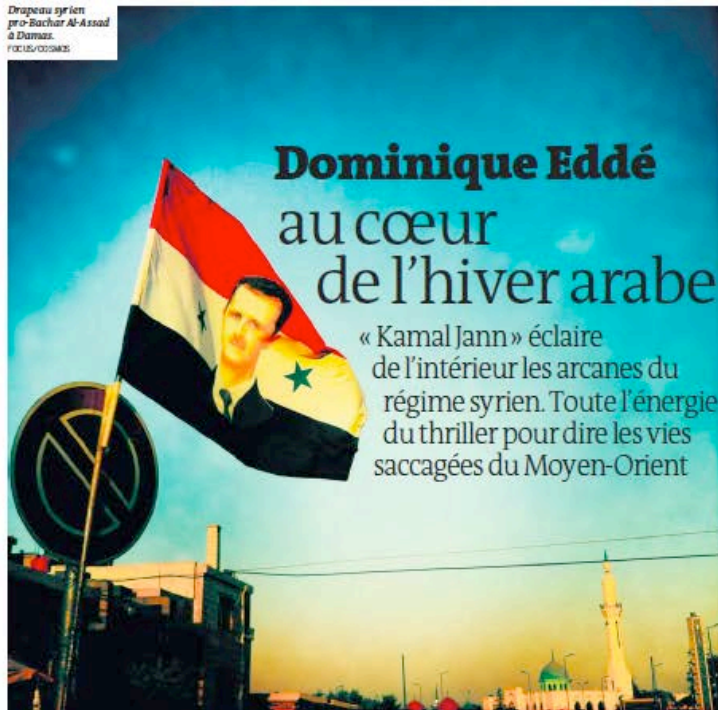 Drapeau syrien
pro-Bachar Al-Assad
à Damas.
FOCUS/COSMOS
Dominique Eddé
au cœur
de l’hiver arabe
« Kamal Jann » éclaire
de l’intérieur les arcanes du
régime syrien. Toute l’énergie
du thriller pour dire les vies
saccagées du Moyen-Orient